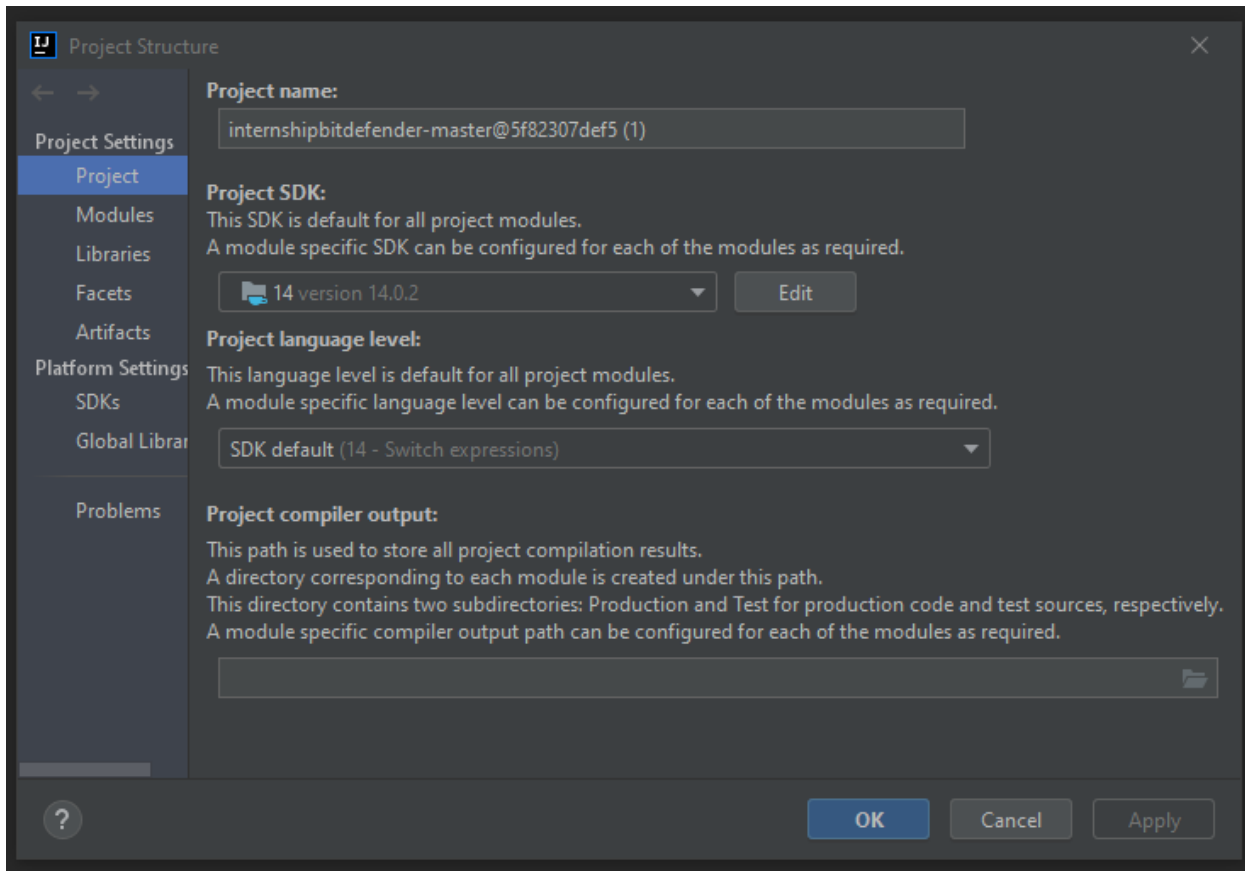 IJ
Project Structure
Project Settings
Project
Modules
Libraries
Facets
Artifacts
Platform Settings
SDKs
Global Librar
Problems
Project name:
internshipbitdefender-master@5f82307def5 (1)
Project SDK:
This SDK is default for all project modules.
A module specific SDK can be configured for each of the modules as required.
14 version 14.0.2
Edit
Project language level:
This language level is default for all project modules.
A module specific language level can be configured for each of the modules as required.
SDK default (14 - Switch expressions)
Project compiler output:
This path is used to store all project compilation results.
A directory corresponding to each module is created under this path.
This directory contains two subdirectories: Production and Test for production code and test sources, respectively.
A module specific compiler output path can be configured for each of the modules as required.
?
OK
Cancel
Apply